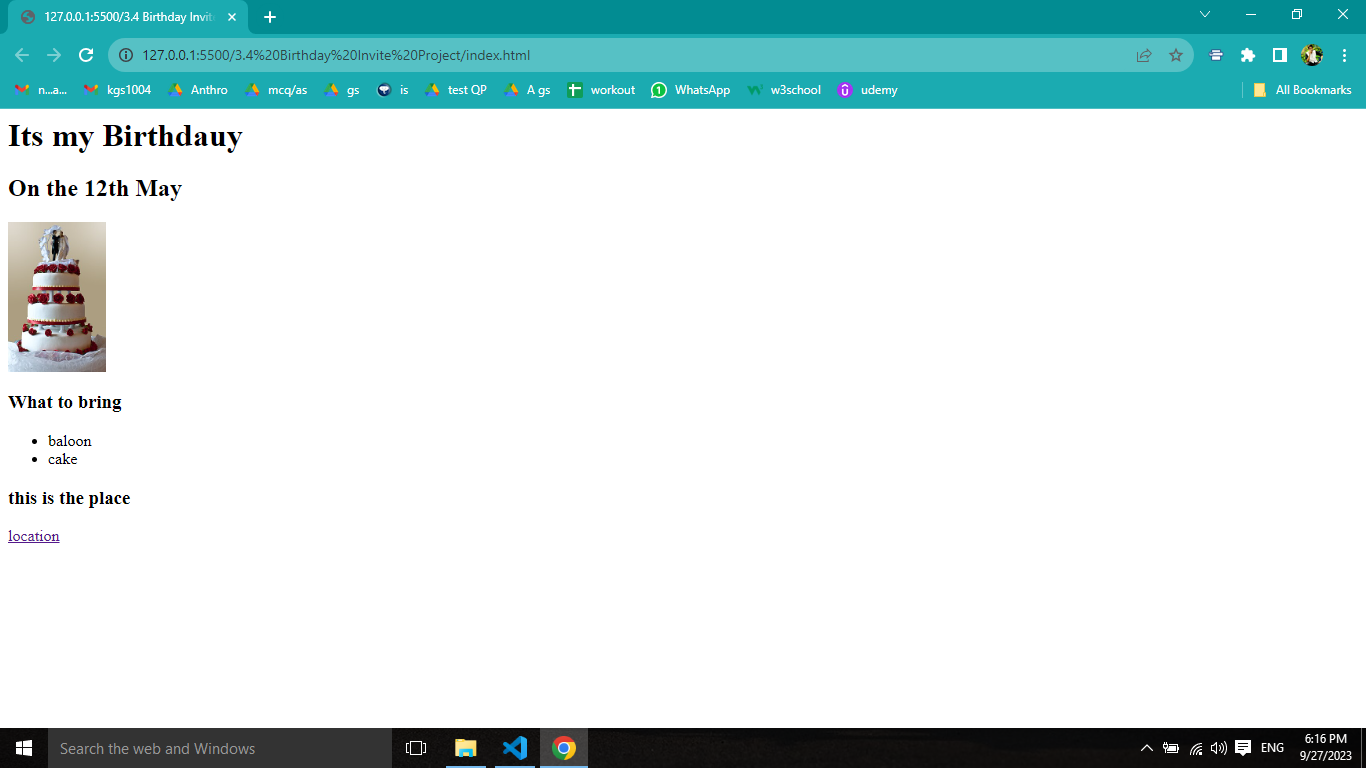 127.0.0.1:5500/3.4 Birthday Invit
127.0.0.1:5500/3.4%20Birthday%20Invite%20Project/index.html
n...a... kgs1004 Anthro mcq/as gs is test QP A gs workout WhatsApp w3school udemy All Bookmarks
Its my Birthdauy
On the 12th May
What to bring
baloon
cake
this is the place
location
Search the web and Windows
ENG
6:16 PM
9/27/2023